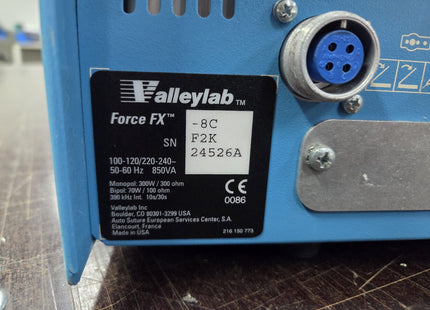 Valleylab™
Force FX™ -8C
SN F2K
24526A
100-120/220-240~
50-60 Hz 850VA
Monopol: 300W / 300 ohm
Bipol: 70W / 100 ohm
390 kHz Int. 10s/30s
CE
0086
Valleylab Inc
Boulder, CO 80301-3299 USA
Auto Suture European Services Center, S.A.
Elancourt, France
Made in USA 216 150 773